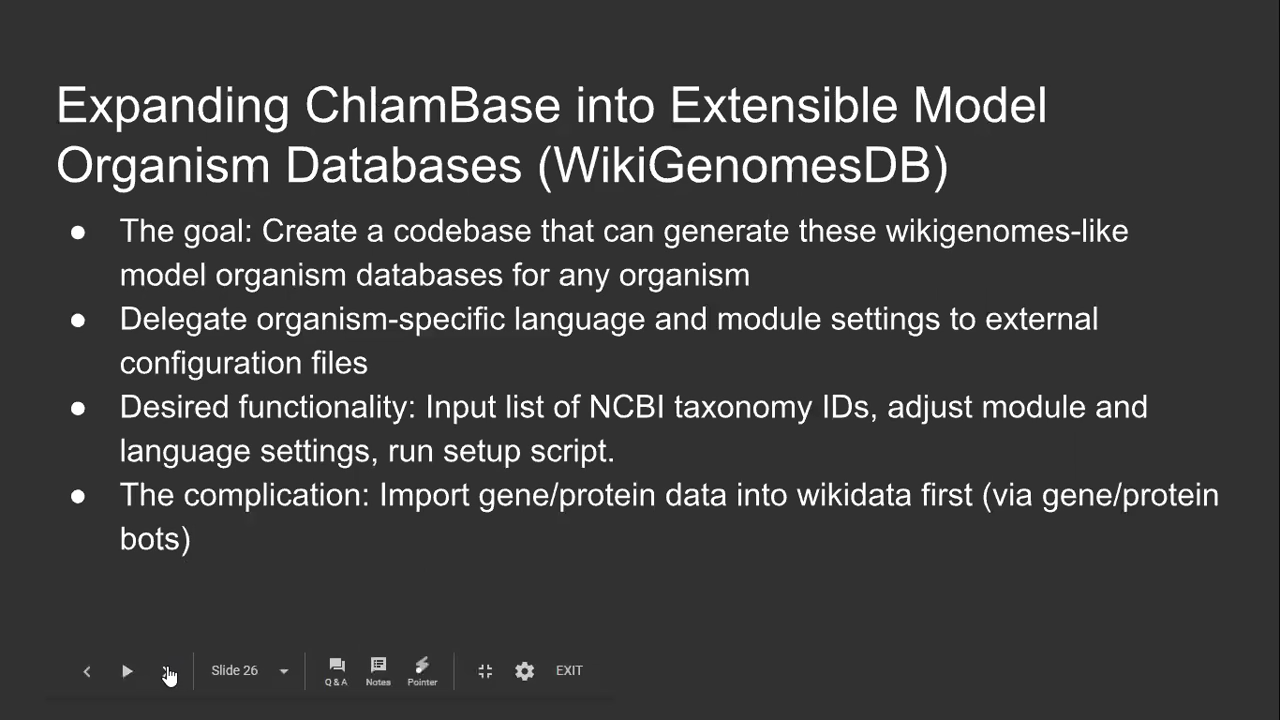 Expanding ChlamBase into Extensible Model
Organism Databases (WikiGenomesDB)
● The goal: Create a codebase that can generate these wikigenomes-like
model organism databases for any organism
● Delegate organism-specific language and module settings to external
configuration files
● Desired functionality: Input list of NCBI taxonomy IDs, adjust module and
language settings, run setup script.
● The complication: Import gene/protein data into wikidata first (via gene/protein
bots)
Slide 26
Q & A
Notes
Pointer
EXIT